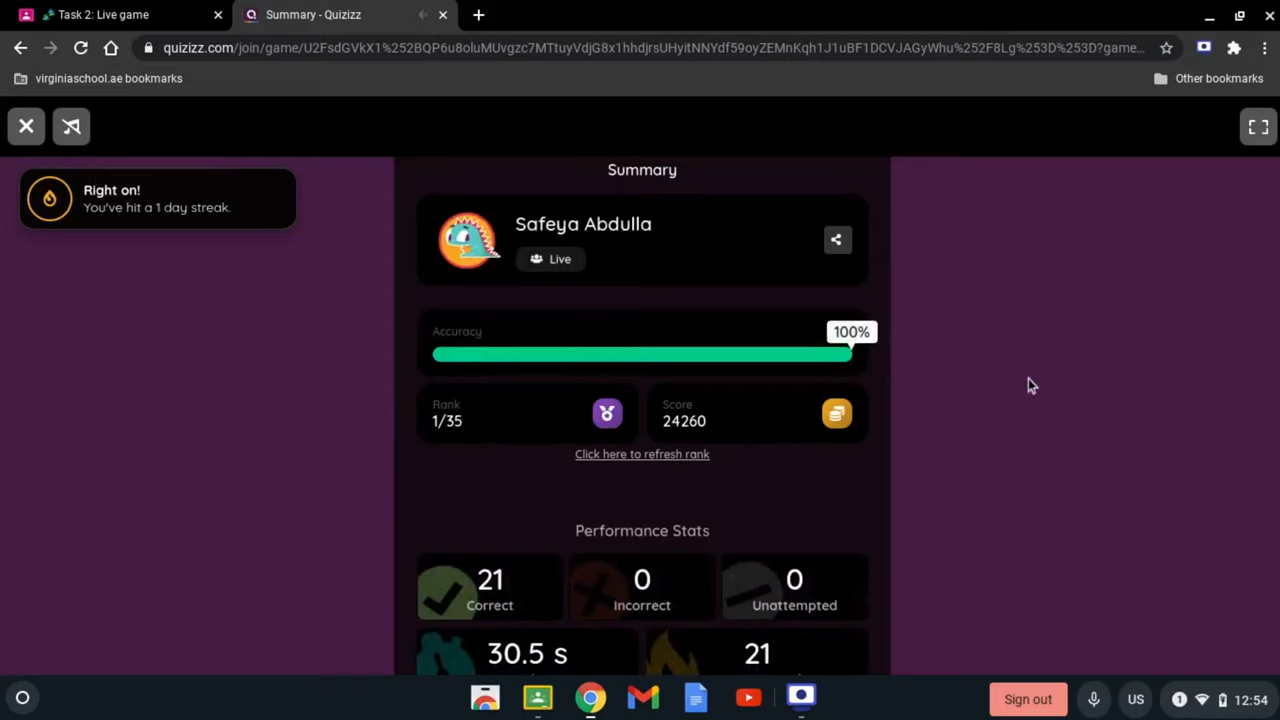 Task 2: Live game
Summary - Quizizz
quizizz.com/join/game/U2FsdGVkX1%252BQP6u8oluMUvgzc7MTtuyVdjG8x1hhdjrsUHyitNNYdf59oyZEMnKqh1J1uBF1DCVJAGyWhu%252F8Lg%253D%253D?game...
virginiaschool.ae bookmarks
Other bookmarks
Right on!
You've hit a 1 day streak.
Summary
Safeya Abdulla
Live
Accuracy
100%
Rank
1/35
Score
24260
Click here to refresh rank
Performance Stats
21
Correct
0
Incorrect
0
Unattempted
30.5 s
21
Sign out
US
1
12:54